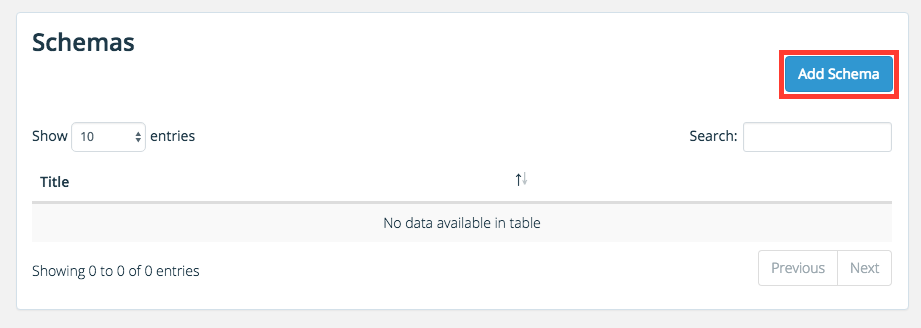 Schemas
Add Schema
Show 10 entries
Search:
Title
No data available in table
Showing 0 to 0 of 0 entries
Previous Next